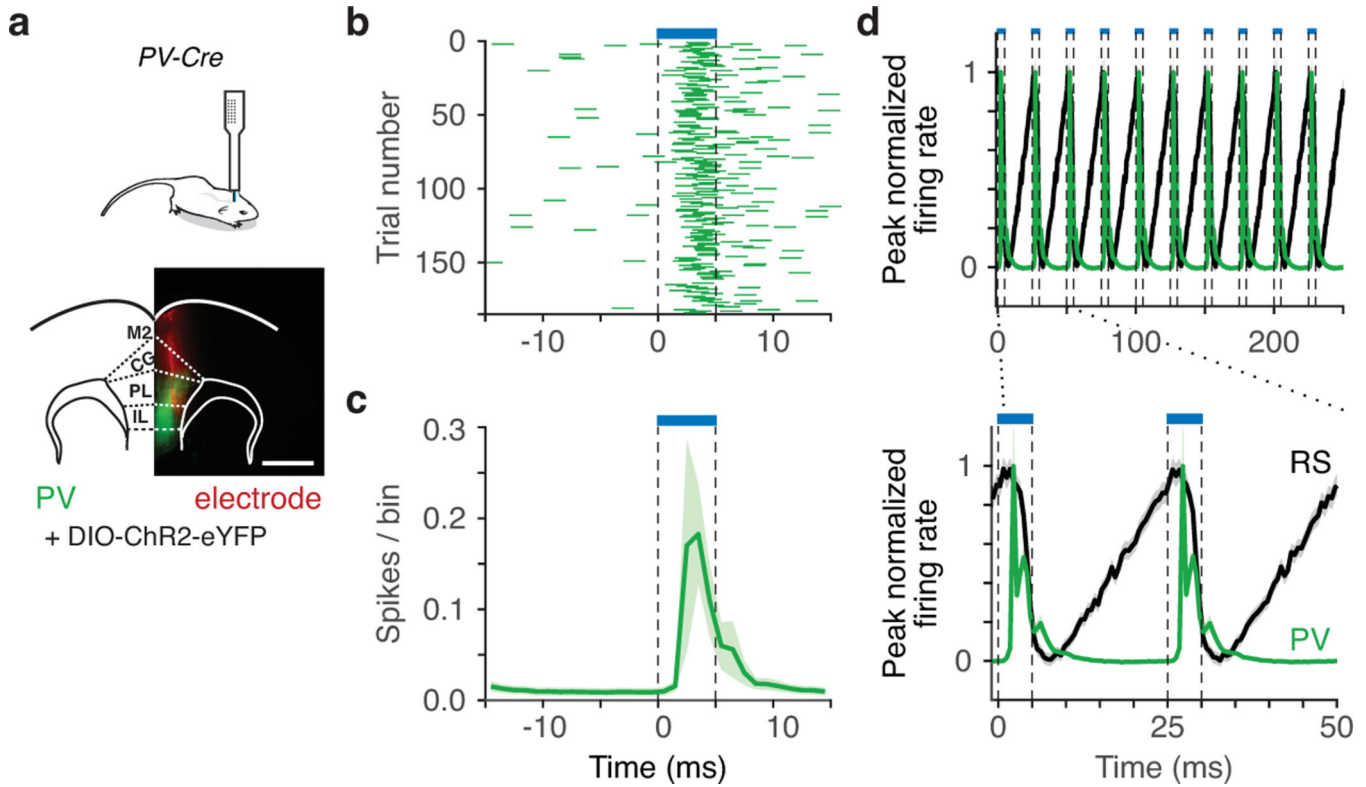 a
PV-Cre
M2
CG
PL
IL
PV
electrode
+ DIO-ChR2-eYFP
b
Trial number
0
50
100
150
-10
0
10
c
Spikes / bin
0.3
0.2
0.1
0.0
-10
0
10
Time (ms)
d
Peak normalized
firing rate
1
0
0
100
200
Peak normalized
firing rate
1
0
RS
PV
0
25
50
Time (ms)